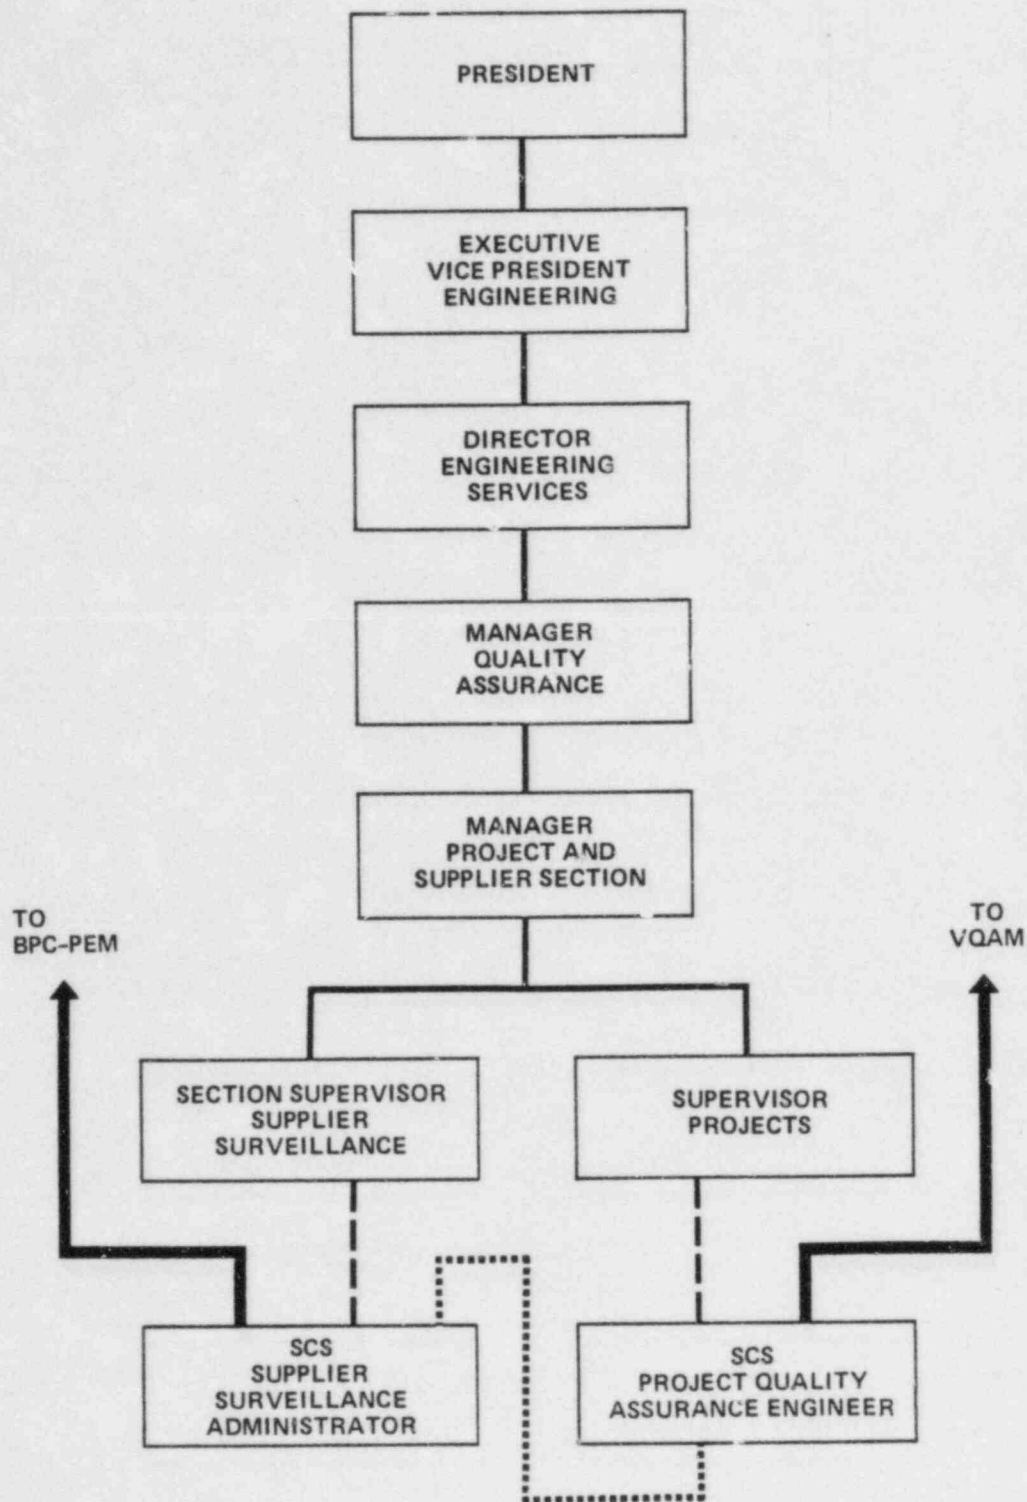 PRESIDENT
EXECUTIVE
VICE PRESIDENT
ENGINEERING
DIRECTOR
ENGINEERING
SERVICES
MANAGER
QUALITY
ASSURANCE
MANAGER
PROJECT AND
SUPPLIER SECTION
TO
BPC-PEM
TO
VQAM
SECTION SUPERVISOR
SUPPLIER
SURVEILLANCE
SUPERVISOR
PROJECTS
SCS
SUPPLIER
SURVEILLANCE
ADMINISTRATOR
SCS
PROJECT QUALITY
ASSURANCE ENGINEER